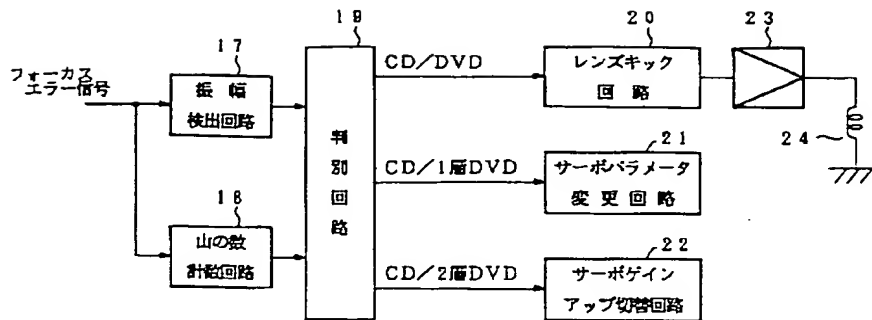 19
20
23
17
CD/DVD
レンズキック
回路
フォーカス
エラー信号
振幅
検出回路
24
判別回路
21
CD/1層DVD
サーボパラメータ
変更回路
18
山の数
計数回路
22
CD/2層DVD
サーボゲイン
アップ切替回路